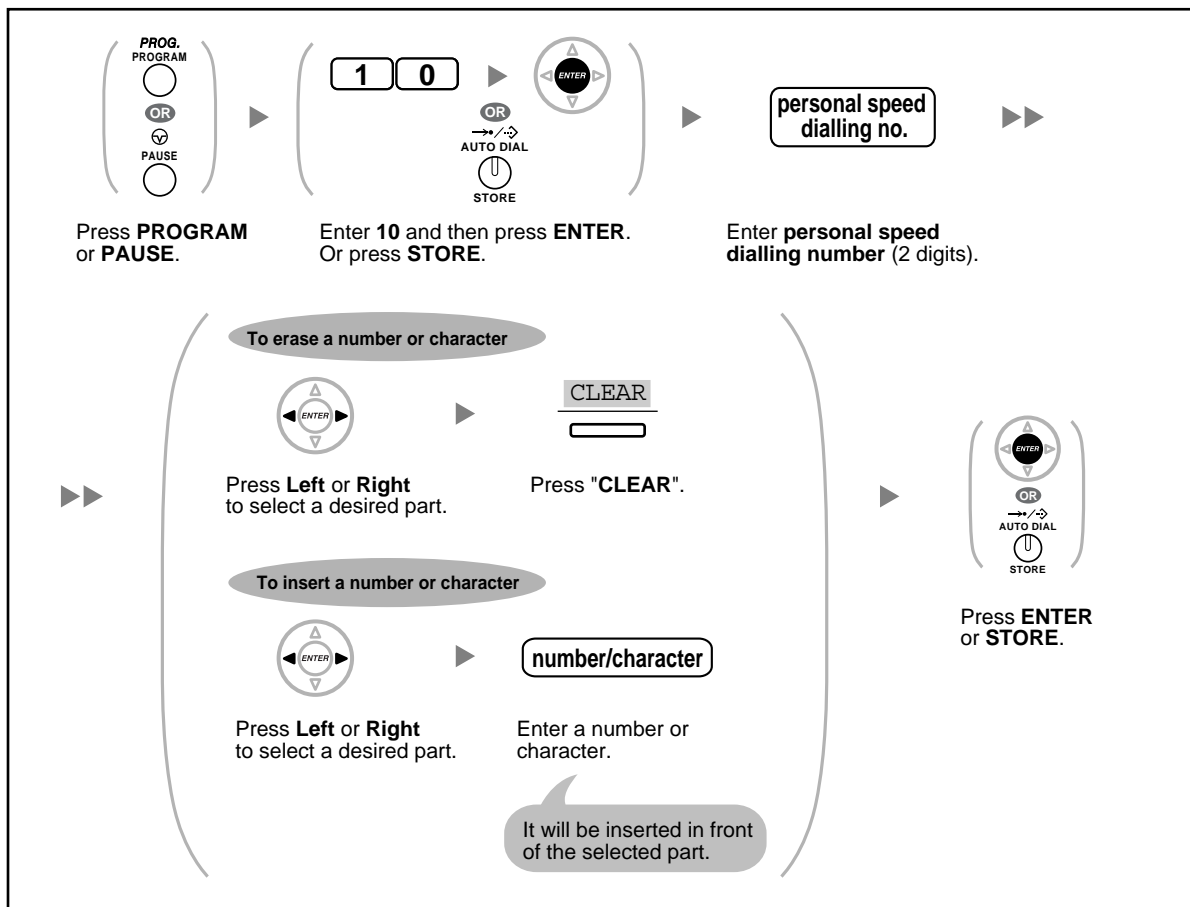 PROG.
PROGRAM
OR
PAUSE
Press PROGRAM
or PAUSE.
1 0
ENTER
OR
AUTO DIAL
STORE
Enter 10 and then press ENTER.
Or press STORE.
personal speed
dialling no.
Enter personal speed
dialling number (2 digits).
To erase a number or character
ENTER
CLEAR
Press Left or Right
to select a desired part.
Press "CLEAR".
To insert a number or character
ENTER
number/character
Press Left or Right
to select a desired part.
Enter a number or
character.
It will be inserted in front
of the selected part.
ENTER
OR
AUTO DIAL
STORE
Press ENTER
or STORE.